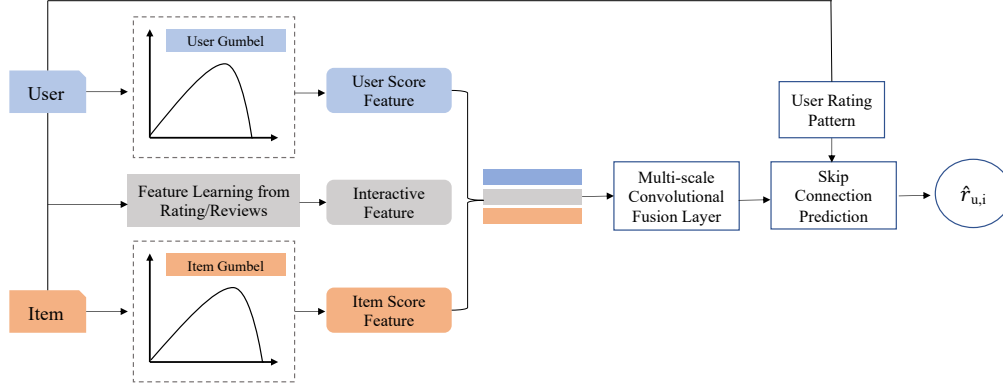 User Gumbel
User
User Score
Feature
User Rating
Pattern
Feature Learning from
Rating/Reviews
Interactive
Feature
Multi-scale
Convolutional
Fusion Layer
Skip
Connection
Prediction
r̂u,i
Item Gumbel
Item
Item Score
Feature